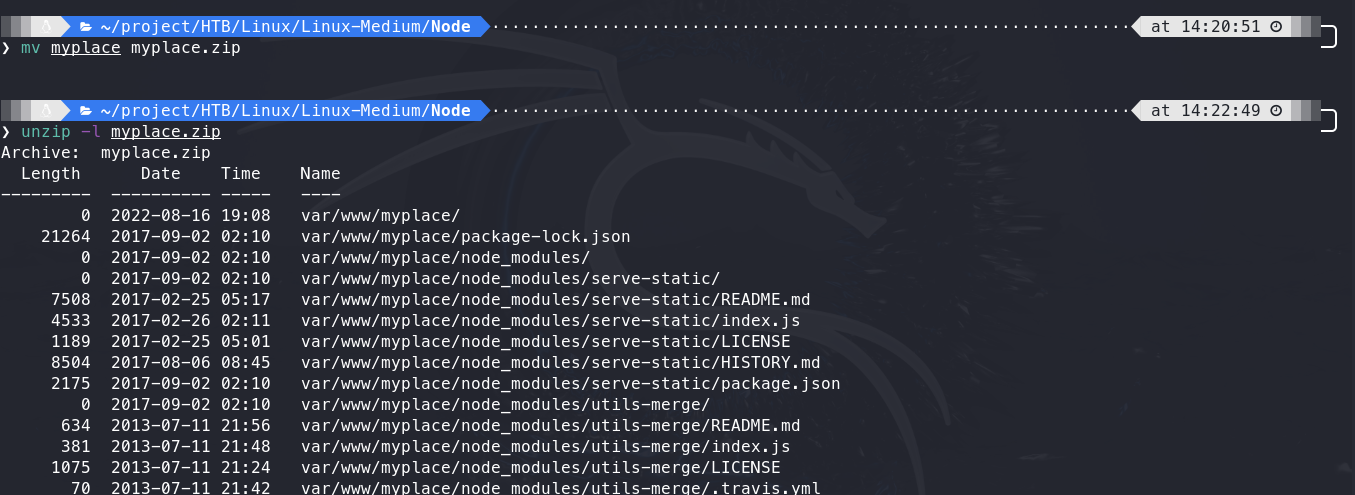 ~/project/HTB/Linux/Linux-Medium/Node at 14:20:51
❯ mv myplace myplace.zip
~/project/HTB/Linux/Linux-Medium/Node at 14:22:49
❯ unzip -l myplace.zip
Archive:  myplace.zip
  Length      Date    Time    Name
---------  ---------- -----   ----
        0  2022-08-16 19:08   var/www/myplace/
    21264  2017-09-02 02:10   var/www/myplace/package-lock.json
        0  2017-09-02 02:10   var/www/myplace/node_modules/
        0  2017-09-02 02:10   var/www/myplace/node_modules/serve-static/
     7508  2017-02-25 05:17   var/www/myplace/node_modules/serve-static/README.md
     4533  2017-02-26 02:11   var/www/myplace/node_modules/serve-static/index.js
     1189  2017-02-25 05:01   var/www/myplace/node_modules/serve-static/LICENSE
     8504  2017-08-06 08:45   var/www/myplace/node_modules/serve-static/HISTORY.md
     2175  2017-09-02 02:10   var/www/myplace/node_modules/serve-static/package.json
        0  2017-09-02 02:10   var/www/myplace/node_modules/utils-merge/
      634  2013-07-11 21:56   var/www/myplace/node_modules/utils-merge/README.md
      381  2013-07-11 21:48   var/www/myplace/node_modules/utils-merge/index.js
     1075  2013-07-11 21:24   var/www/myplace/node_modules/utils-merge/LICENSE
       70  2013-07-11 21:42   var/www/myplace/node_modules/utils-merge/.travis.yml